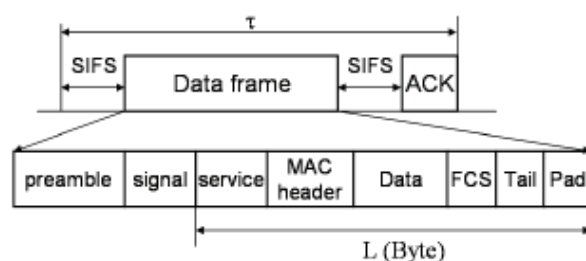 τ
SIFS
Data frame
SIFS
ACK
preamble
signal
service
MAC
header
Data
FCS
Tail
Pad
L (Byte)